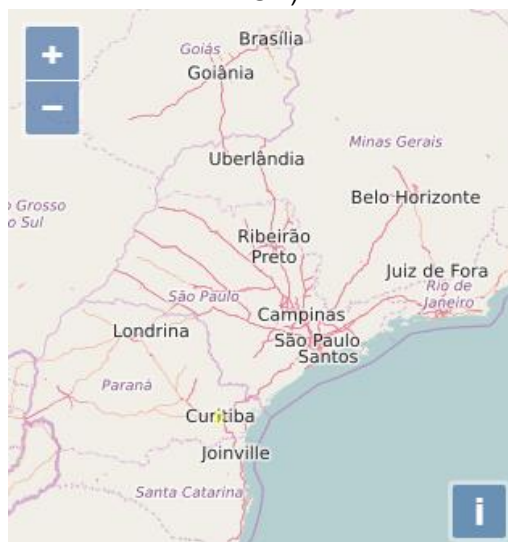 Brasília
Goiás
Goiânia
+
−
Uberlândia
Minas Gerais
Belo Horizonte
Grosso
o Sul
Ribeirão
Preto
Juiz de Fora
Rio de
Janeiro
São Paulo
Campinas
São Paulo
Santos
Londrina
Paraná
Curitiba
Joinville
Santa Catarina
i